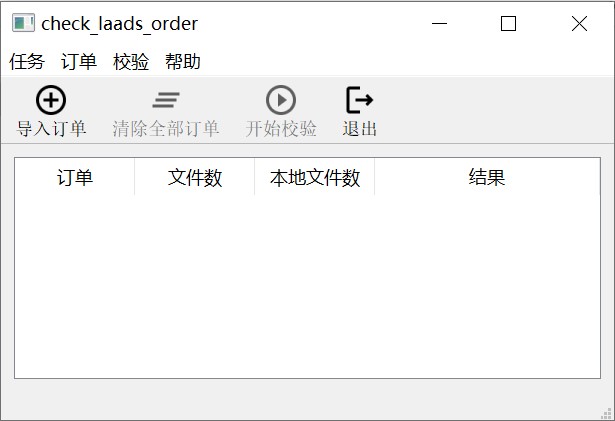 check_laads_order
任务 订单 校验 帮助
导入订单 清除全部订单 开始校验 退出
订单 文件数 本地文件数 结果